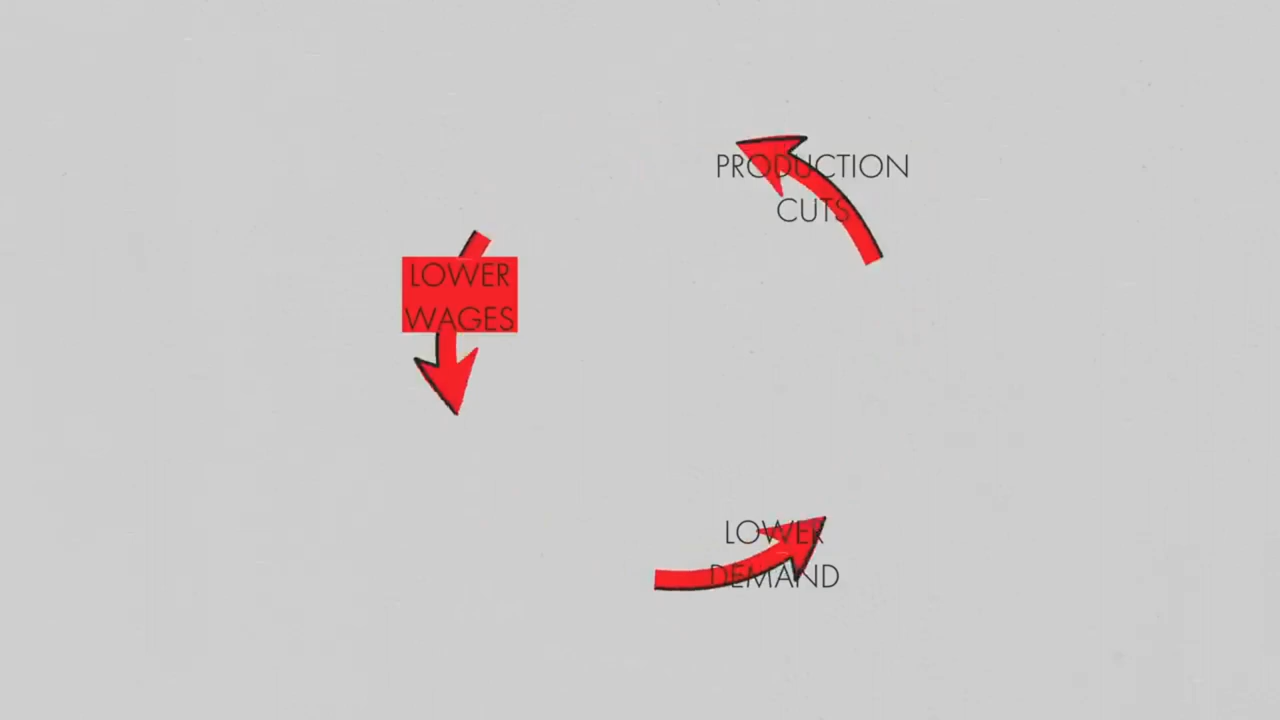 PRODUCTION
CUTS
LOWER
WAGES
LOWER
DEMAND